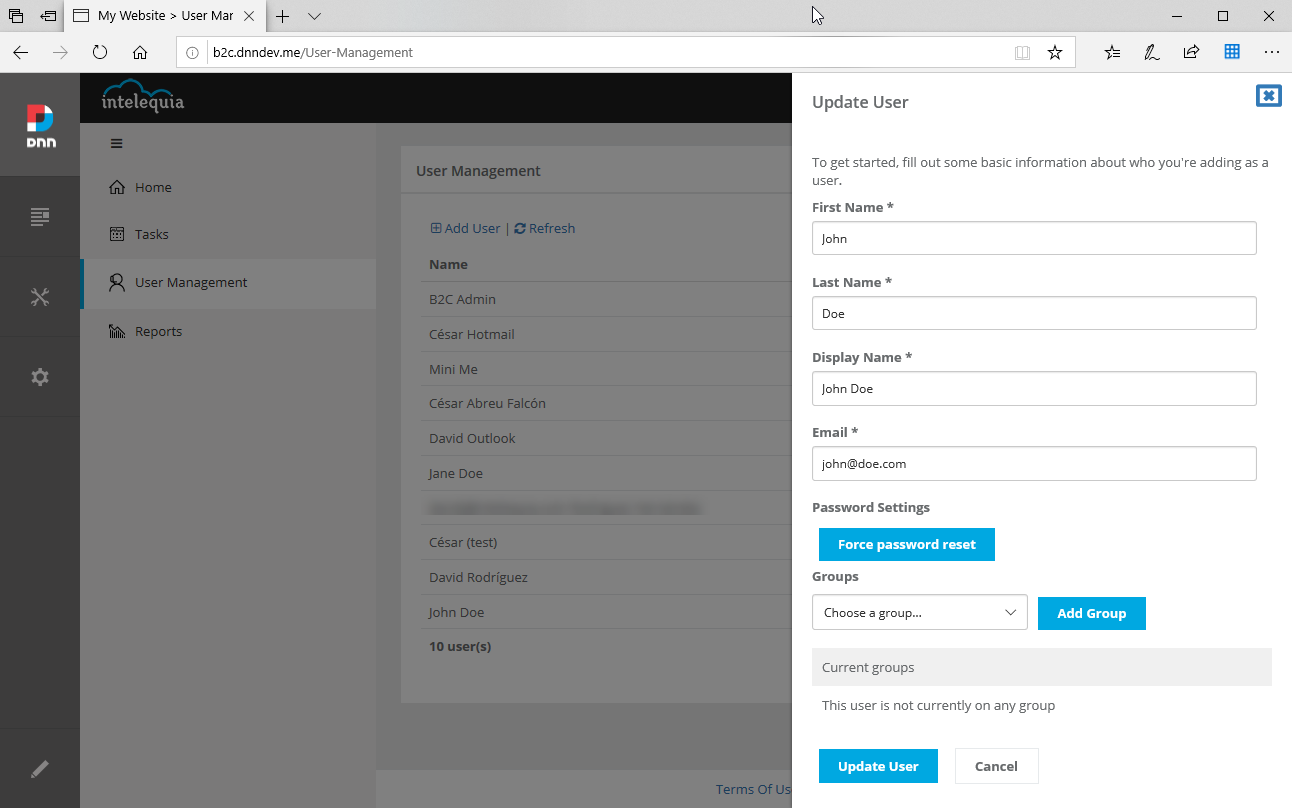 My Website > User Mar
b2c.dnndev.me/User-Management
DNN
intelequia
Home
Tasks
User Management
Reports
User Management
Add User | Refresh
Name
B2C Admin
César Hotmail
Mini Me
César Abreu Falcón
David Outlook
Jane Doe
César (test)
David Rodríguez
John Doe
10 user(s)
Terms Of Us
Update User
To get started, fill out some basic information about who you're adding as a
user.
First Name *
John
Last Name *
Doe
Display Name *
John Doe
Email *
john@doe.com
Password Settings
Force password reset
Groups
Choose a group...
Add Group
Current groups
This user is not currently on any group
Update User
Cancel